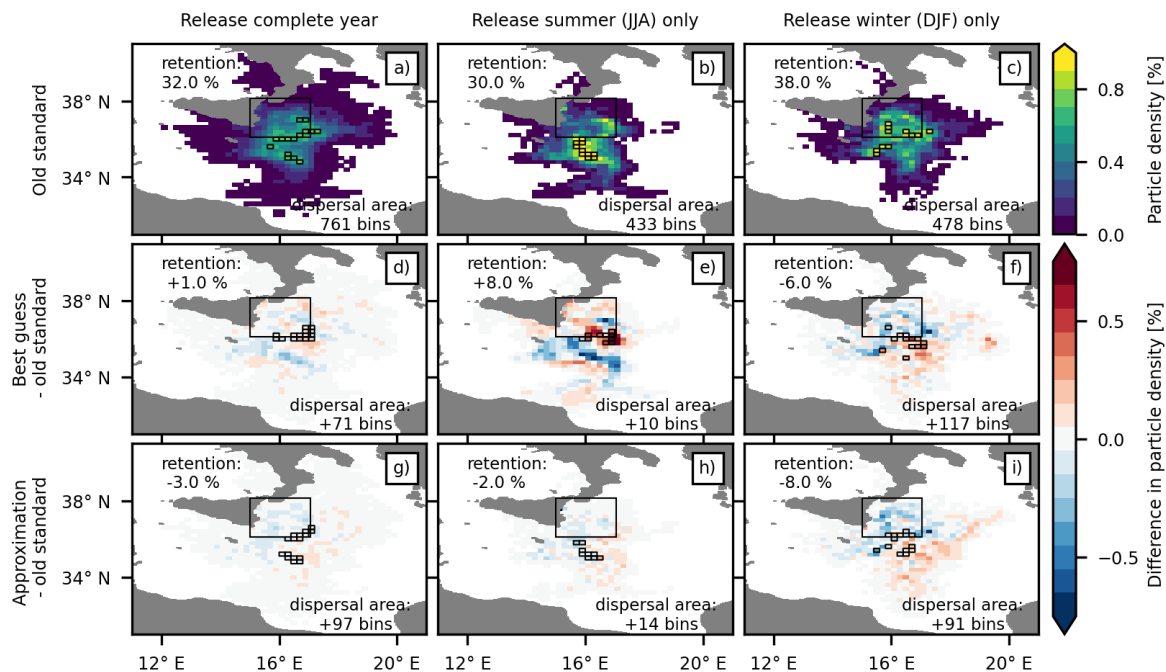 Release complete year
Release summer (JJA) only
Release winter (DJF) only
Old standard
38° N
34° N
retention:
32.0 %
a)
dispersal area:
761 bins
retention:
30.0 %
b)
dispersal area:
433 bins
retention:
38.0 %
c)
dispersal area:
478 bins
0.8
0.4
0.0
Particle density [%]
Best guess
- old standard
38° N
34° N
retention:
+1.0 %
d)
dispersal area:
+71 bins
retention:
+8.0 %
e)
dispersal area:
+10 bins
retention:
-6.0 %
f)
dispersal area:
+117 bins
Approximation
- old standard
38° N
34° N
retention:
-3.0 %
g)
dispersal area:
+97 bins
retention:
-2.0 %
h)
dispersal area:
+14 bins
retention:
-8.0 %
i)
dispersal area:
+91 bins
0.5
0.0
−0.5
Difference in particle density [%]
12° E
16° E
20° E
12° E
16° E
20° E
12° E
16° E
20° E